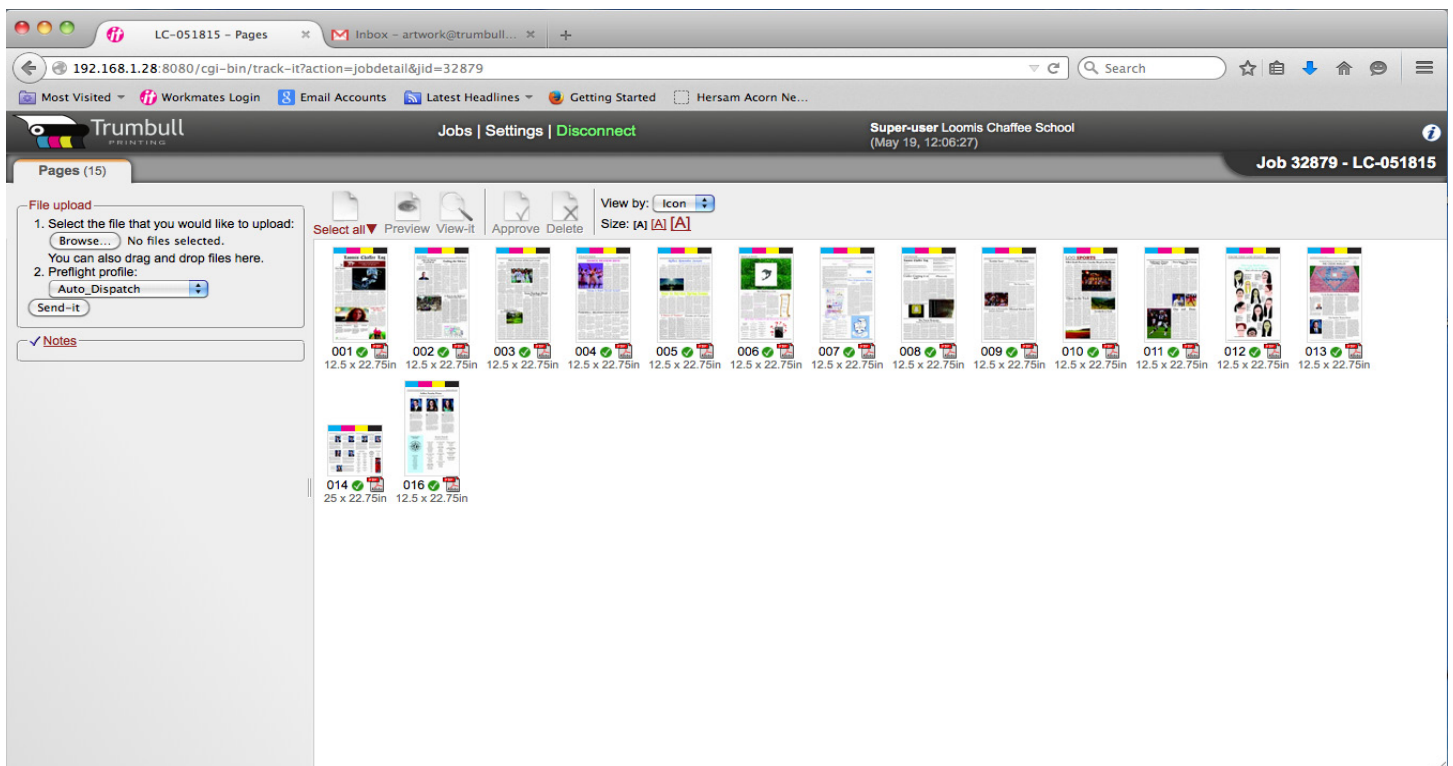 LC-051815 - Pages
Inbox - artwork@trumbull...
192.168.1.28:8080/cgi-bin/track-it?action=jobdetail&jid=32879
Search
Most Visited
Workmates Login
Email Accounts
Latest Headlines
Getting Started
Hersam Acorn Ne...
Trumbull
PRINTING
Jobs | Settings | Disconnect
Super-user Loomis Chaffee School
(May 19, 12:06:27)
Pages (15)
Job 32879 - LC-051815
File upload
1. Select the file that you would like to upload:
Browse... No files selected.
You can also drag and drop files here.
2. Preflight profile:
Auto_Dispatch
Send-it
Notes
Select all Preview View-it Approve Delete
View by: Icon
Size: [A] [A] [A]
LOG SPORTS
001 002 003 004 005 006 007 008 009 010 011 012 013
12.5 x 22.75in 12.5 x 22.75in 12.5 x 22.75in 12.5 x 22.75in 12.5 x 22.75in 12.5 x 22.75in 12.5 x 22.75in 12.5 x 22.75in 12.5 x 22.75in 12.5 x 22.75in 12.5 x 22.75in 12.5 x 22.75in 12.5 x 22.75in
014 016
25 x 22.75in 12.5 x 22.75in